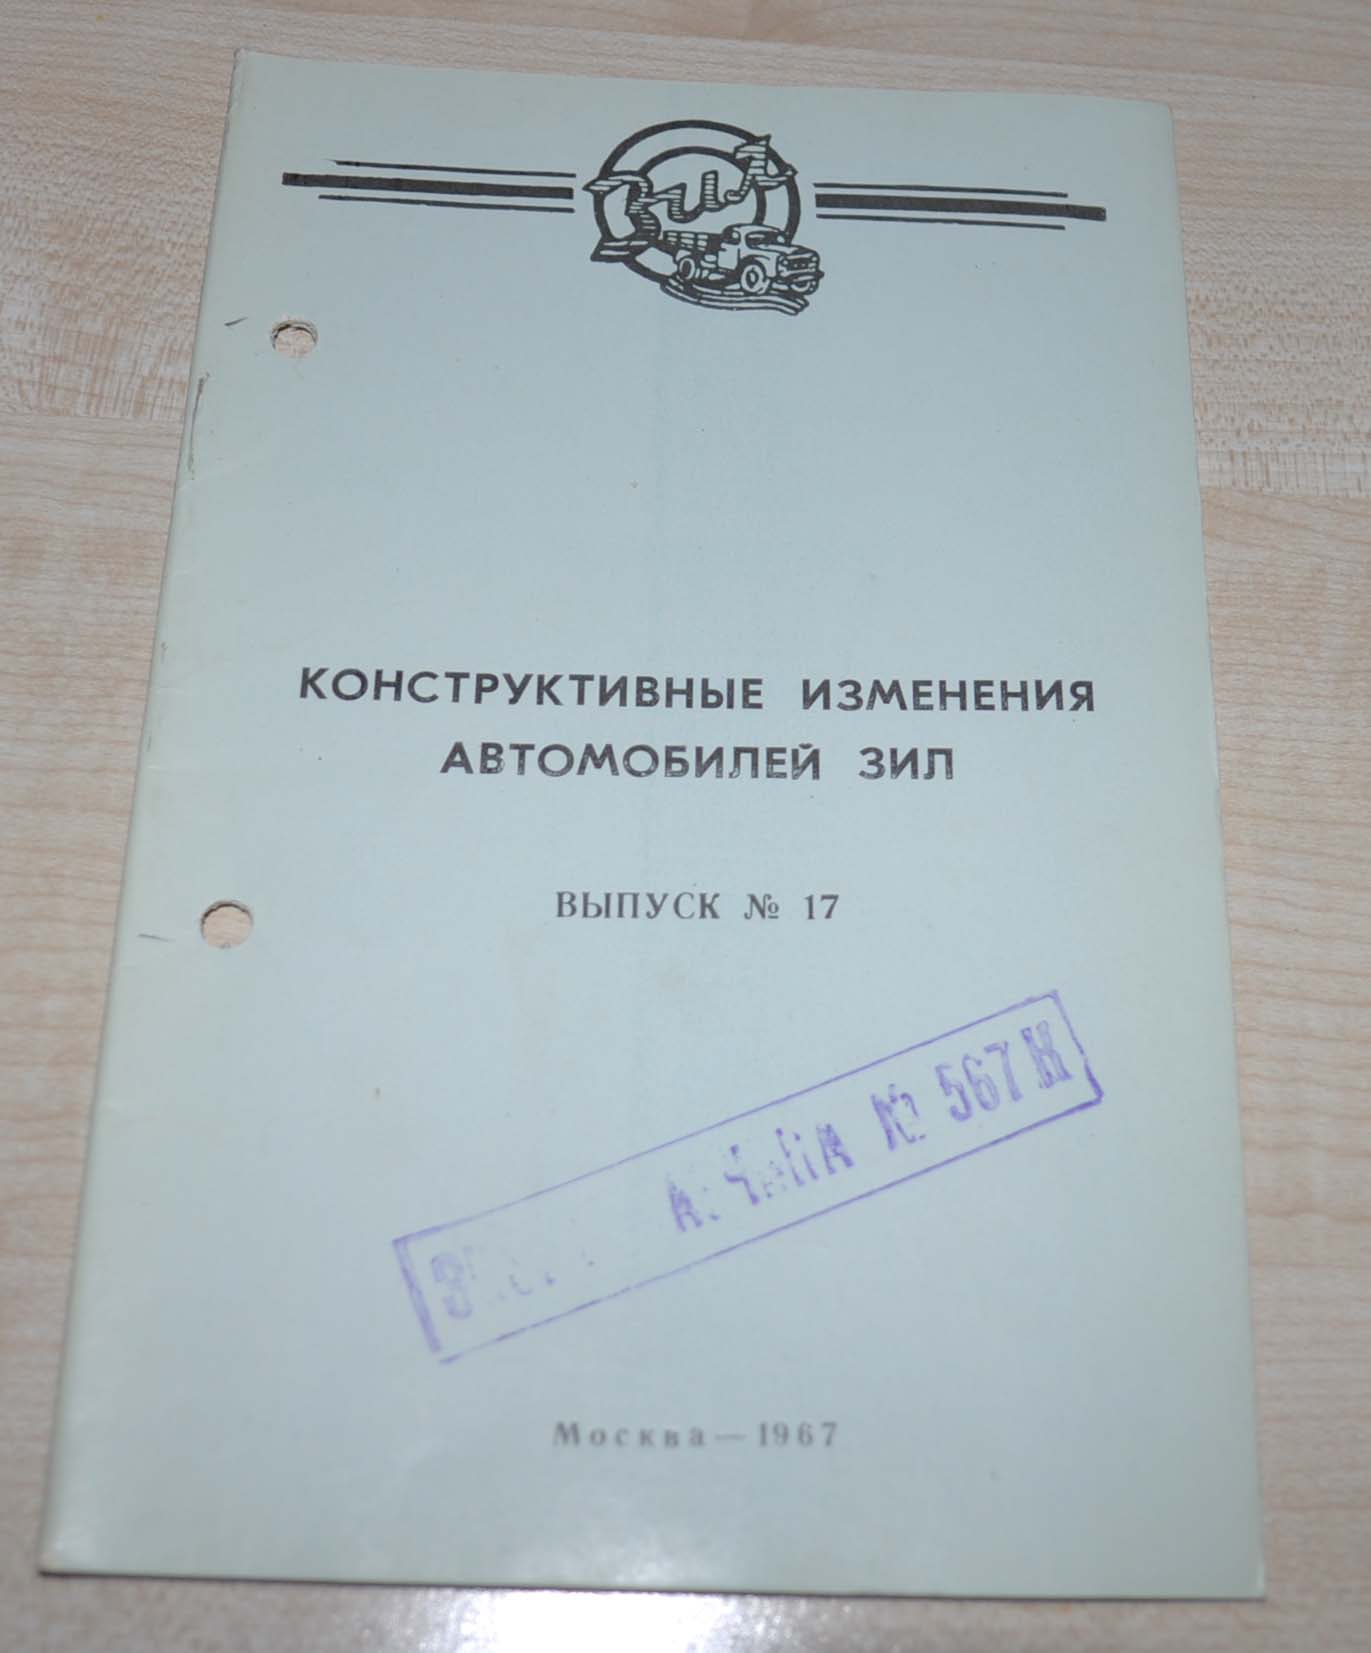 ЗИЛ
КОНСТРУКТИВНЫЕ ИЗМЕНЕНИЯ
АВТОМОБИЛЕЙ ЗИЛ
ВЫПУСК № 17
№ 567
Москва — 1967